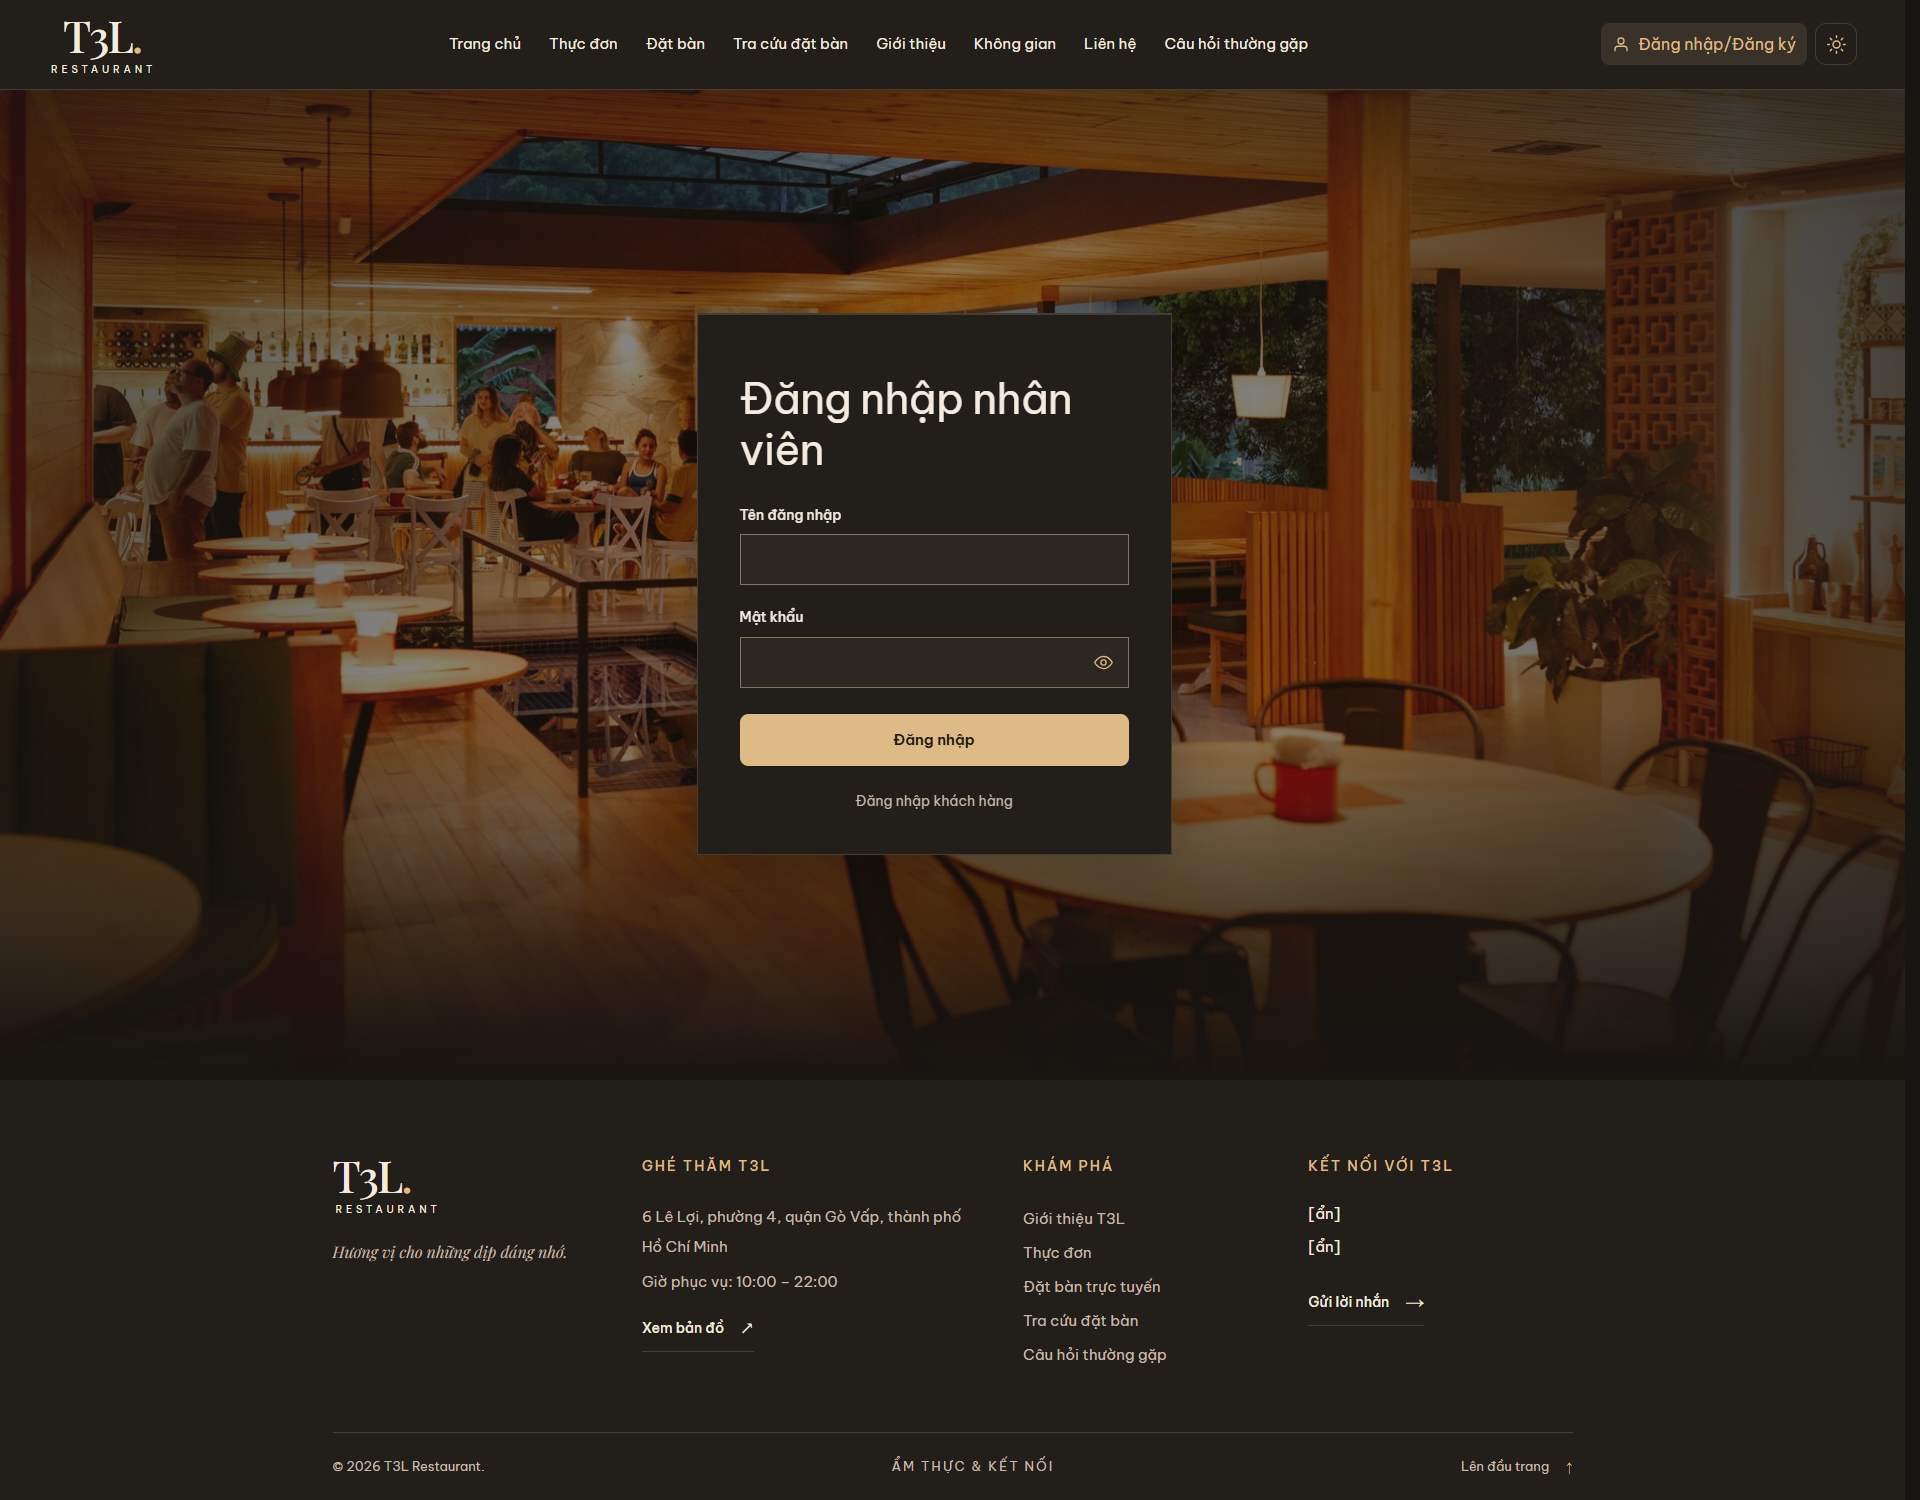 T3L.
RESTAURANT
Trang chủ
Thực đơn
Đặt bàn
Tra cứu đặt bàn
Giới thiệu
Không gian
Liên hệ
Câu hỏi thường gặp
Đăng nhập/Đăng ký
Đăng nhập nhân
viên
Tên đăng nhập
Mật khẩu
Đăng nhập
Đăng nhập khách hàng
T3L.
RESTAURANT
Hương vị cho những dịp đáng nhớ.
GHÉ THĂM T3L
6 Lê Lợi, phường 4, quận Gò Vấp, thành phố
Hồ Chí Minh
Giờ phục vụ: 10:00 – 22:00
Xem bản đồ ↗
KHÁM PHÁ
Giới thiệu T3L
Thực đơn
Đặt bàn trực tuyến
Tra cứu đặt bàn
Câu hỏi thường gặp
KẾT NỐI VỚI T3L
[ẩn]
[ẩn]
Gửi lời nhắn →
© 2026 T3L Restaurant.
ẨM THỰC & KẾT NỐI
Lên đầu trang ↑